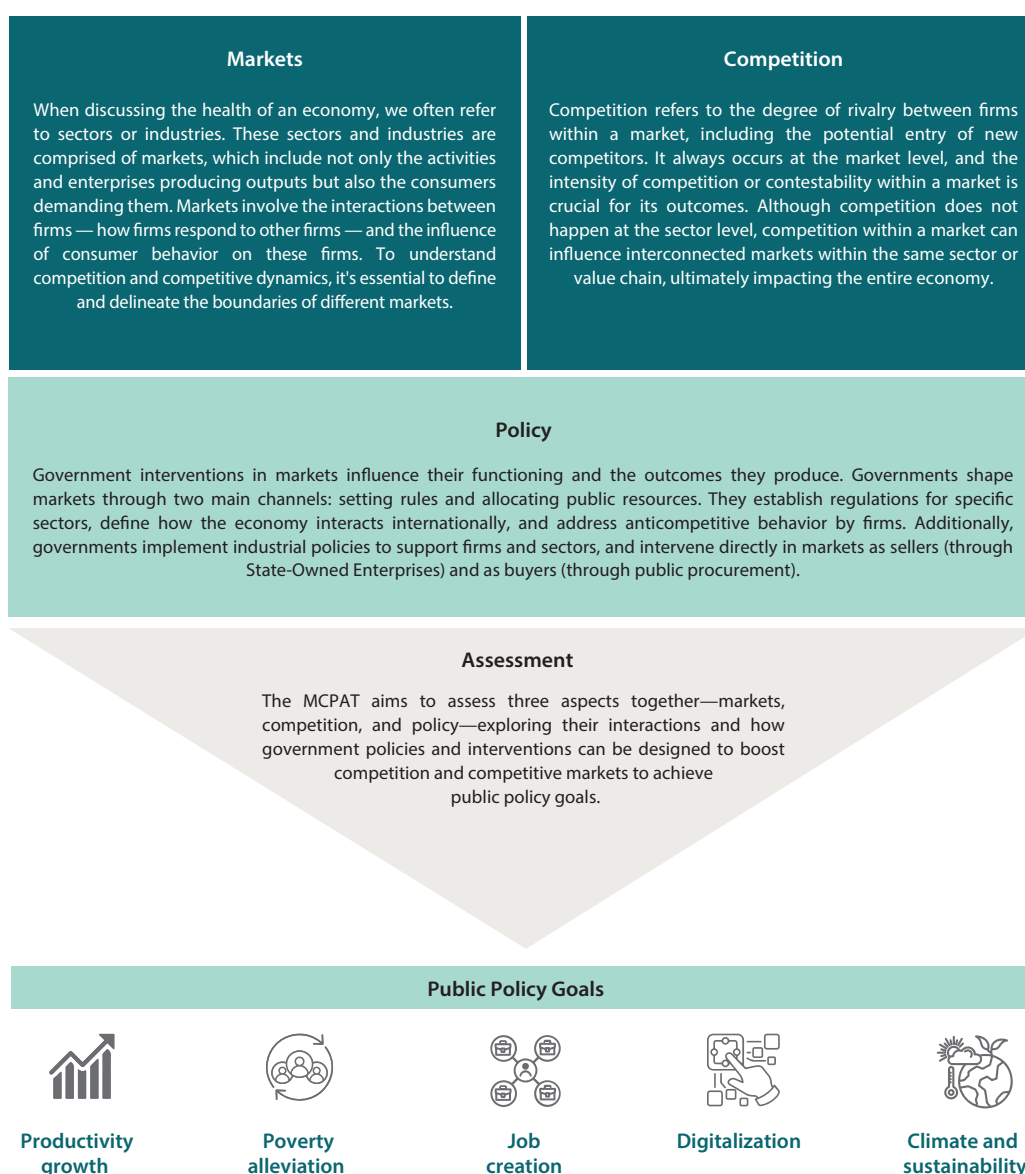 Markets
When discussing the health of an economy, we often refer
to sectors or industries. These sectors and industries are
comprised of markets, which include not only the activities
and enterprises producing outputs but also the consumers
demanding them. Markets involve the interactions between
firms — how firms respond to other firms — and the influence
of consumer behavior on these firms. To understand
competition and competitive dynamics, it's essential to define
and delineate the boundaries of different markets.
Competition
Competition refers to the degree of rivalry between firms
within a market, including the potential entry of new
competitors. It always occurs at the market level, and the
intensity of competition or contestability within a market is
crucial for its outcomes. Although competition does not
happen at the sector level, competition within a market can
influence interconnected markets within the same sector or
value chain, ultimately impacting the entire economy.
Policy
Government interventions in markets influence their functioning and the outcomes they produce. Governments shape
markets through two main channels: setting rules and allocating public resources. They establish regulations for specific
sectors, define how the economy interacts internationally, and address anticompetitive behavior by firms. Additionally,
governments implement industrial policies to support firms and sectors, and intervene directly in markets as sellers (through
State-Owned Enterprises) and as buyers (through public procurement).
Assessment
The MCPAT aims to assess three aspects together—markets,
competition, and policy—exploring their interactions and how
government policies and interventions can be designed to boost
competition and competitive markets to achieve
public policy goals.
Public Policy Goals
Productivity
growth
Poverty
alleviation
Job
creation
Digitalization
Climate and
sustainability